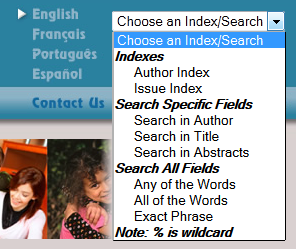 English
Français
Português
Español
Contact Us
Choose an Index/Search
Choose an Index/Search
Indexes
Author Index
Issue Index
Search Specific Fields
Search in Author
Search in Title
Search in Abstracts
Search All Fields
Any of the Words
All of the Words
Exact Phrase
Note: % is wildcard